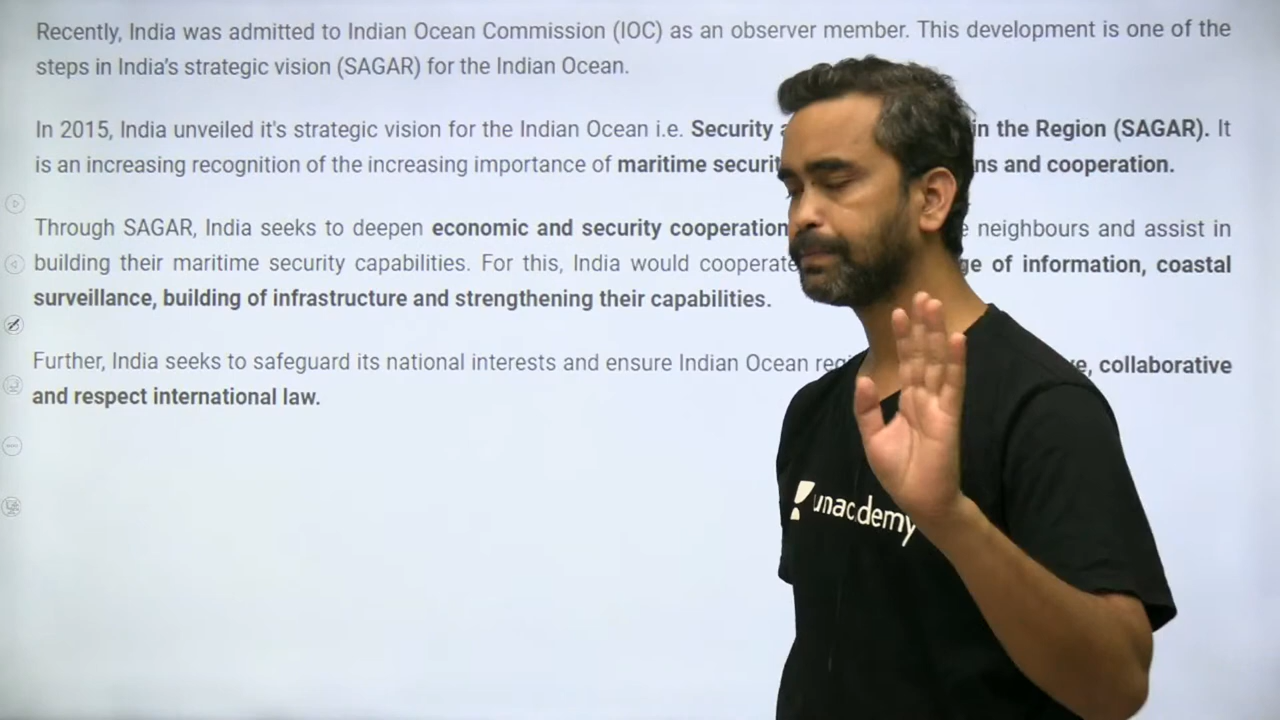 Recently, India was admitted to Indian Ocean Commission (IOC) as an observer member. This development is one of the
steps in India's strategic vision (SAGAR) for the Indian Ocean.
In 2015, India unveiled it's strategic vision for the Indian Ocean i.e. Security in the Region (SAGAR). It
is an increasing recognition of the increasing importance of maritime and cooperation.
Through SAGAR, India seeks to deepen economic and security cooperation neighbours and assist in
building their maritime security capabilities. For this, India would cooperate of information, coastal
surveillance, building of infrastructure and strengthening their capabilities.
Further, India seeks to safeguard its national interests and ensure Indian Ocean collaborative
and respect international law.
unacademy